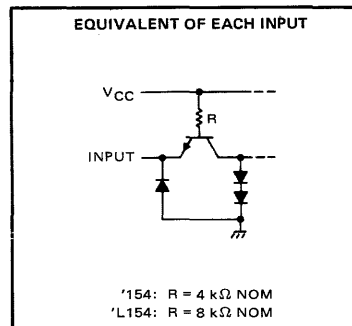 EQUIVALENT OF EACH INPUT
VCC
R
INPUT
'154: R = 4 kΩ NOM
'L154: R = 8 kΩ NOM